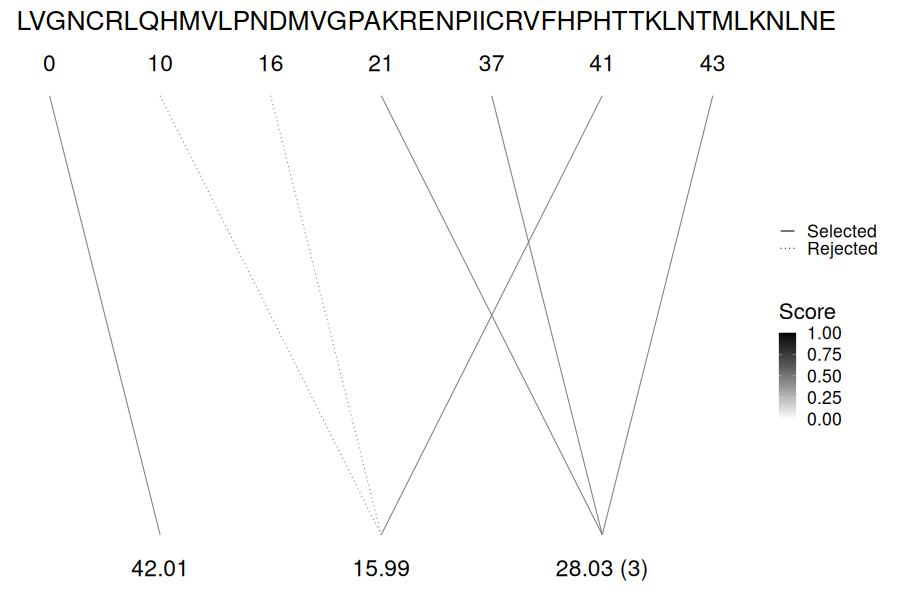 LVGNCRLQHMVLPNDMVGPAKRENPIICRVFHPHTTKLNTMLKNLNE
0 10 16 21 37 41 43
Selected
Rejected
Score
1.00
0.75
0.50
0.25
0.00
42.01 15.99 28.03 (3)